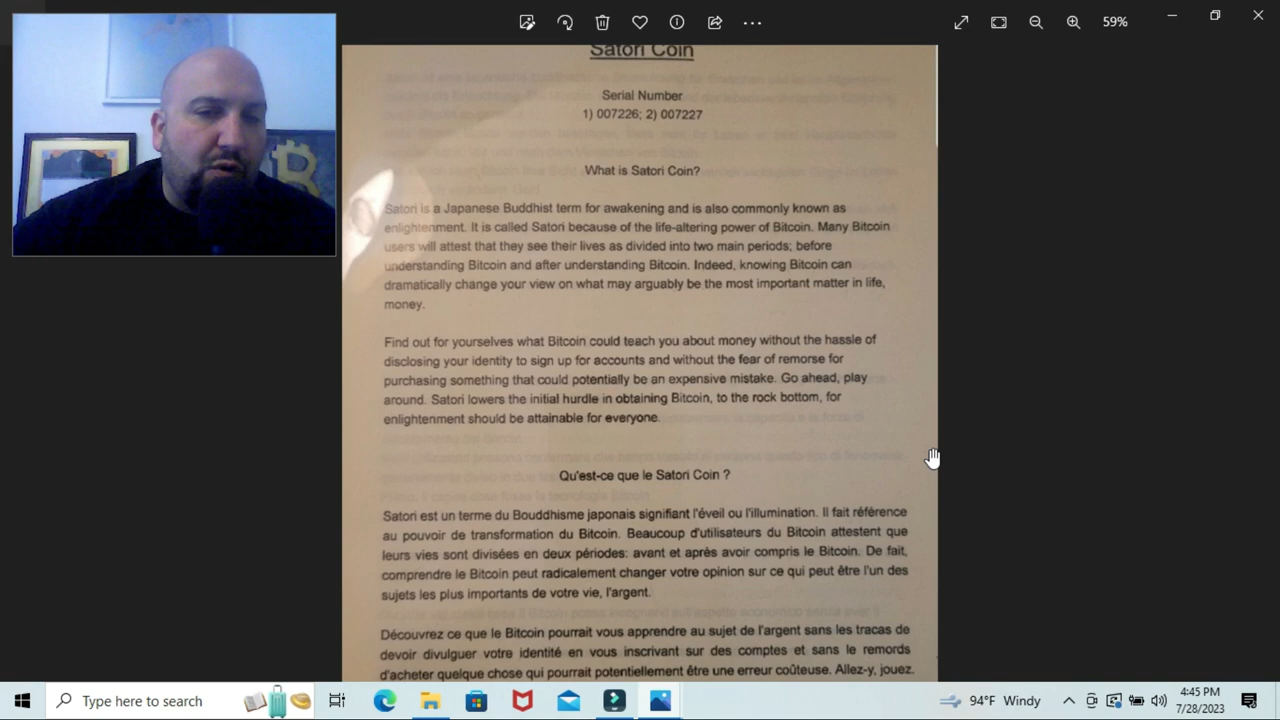 59%
Satori Coin
Serial Number
1) 007226; 2) 007227
What is Satori Coin?
Satori is a Japanese Buddhist term for awakening and is also commonly known as
enlightenment. It is called Satori because of the life-altering power of Bitcoin. Many Bitcoin
users will attest that they see their lives as divided into two main periods; before
understanding Bitcoin and after understanding Bitcoin. Indeed, knowing Bitcoin can
dramatically change your view on what may arguably be the most important matter in life,
money.
Find out for yourselves what Bitcoin could teach you about money without the hassle of
disclosing your identity to sign up for accounts and without the fear of remorse for
purchasing something that could potentially be an expensive mistake. Go ahead, play
around. Satori lowers the initial hurdle in obtaining Bitcoin, to the rock bottom, for
enlightenment should be attainable for everyone.
Qu'est-ce que le Satori Coin ?
Satori est un terme du Bouddhisme japonais signifiant l'éveil ou l'illumination. Il fait référence
au pouvoir de transformation du Bitcoin. Beaucoup d'utilisateurs du Bitcoin attestent que
leurs vies sont divisées en deux périodes: avant et après avoir compris le Bitcoin. De fait,
comprendre le Bitcoin peut radicalement changer votre opinion sur ce qui peut être l'un des
sujets les plus importants de votre vie, l'argent.
Découvrez ce que le Bitcoin pourrait vous apprendre au sujet de l'argent sans les tracas de
devoir divulguer votre identité en vous inscrivant sur des comptes et sans le remords
d'acheter quelque chose qui pourrait potentiellement être une erreur coûteuse. Allez-y, jouez.
Type here to search
94°F Windy
4:45 PM
7/28/2023